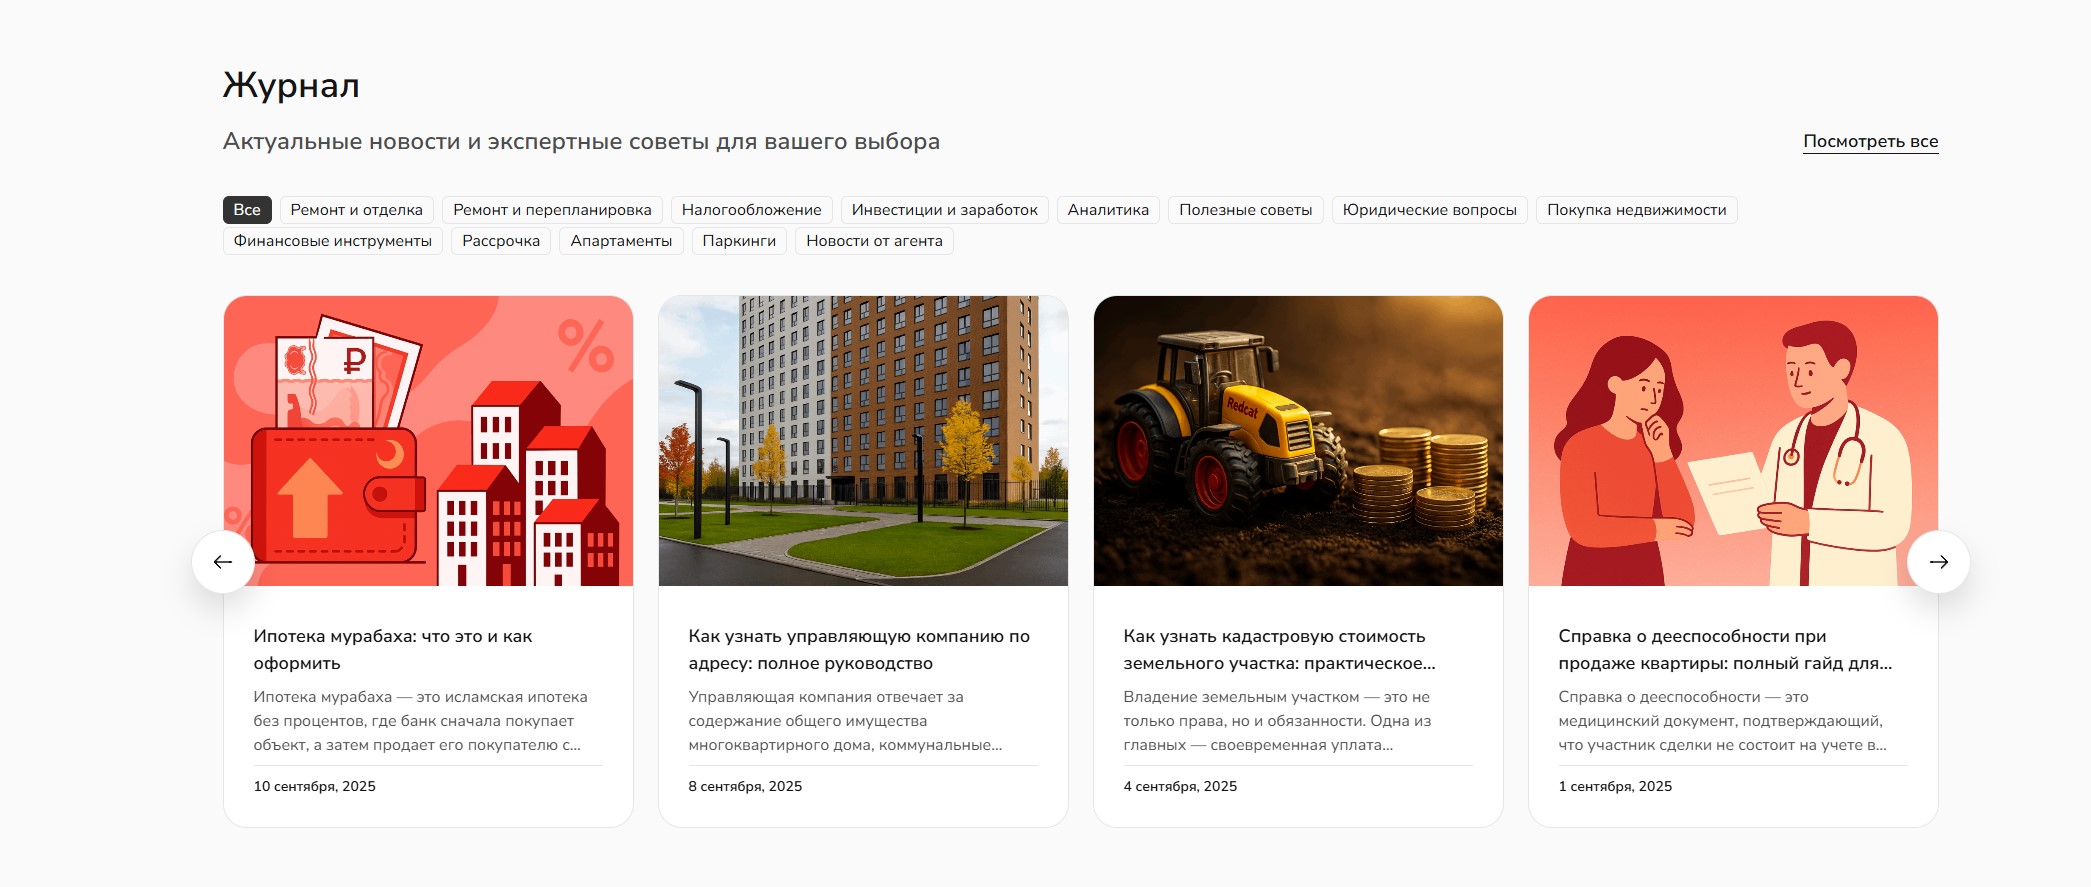 Журнал
Актуальные новости и экспертные советы для вашего выбора
Посмотреть все
Все
Ремонт и отделка
Ремонт и перепланировка
Налогообложение
Инвестиции и заработок
Аналитика
Полезные советы
Юридические вопросы
Покупка недвижимости
Финансовые инструменты
Рассрочка
Апартаменты
Паркинги
Новости от агента
₽
%
%
Redcat
Ипотека мурабаха: что это и как
оформить
Ипотека мурабаха — это исламская ипотека
без процентов, где банк сначала покупает
объект, а затем продает его покупателю с...
10 сентября, 2025
Как узнать управляющую компанию по
адресу: полное руководство
Управляющая компания отвечает за
содержание общего имущества
многоквартирного дома, коммунальные...
8 сентября, 2025
Как узнать кадастровую стоимость
земельного участка: практическое...
Владение земельным участком — это не
только права, но и обязанности. Одна из
главных — своевременная уплата...
4 сентября, 2025
Справка о дееспособности при
продаже квартиры: полный гайд для...
Справка о дееспособности — это
медицинский документ, подтверждающий,
что участник сделки не состоит на учете в...
1 сентября, 2025